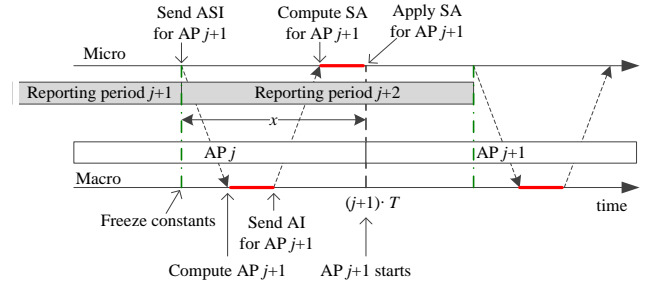 Send ASI
for AP j+1
Compute SA
for AP j+1
Apply SA
for AP j+1
Micro
Reporting period j+1
Reporting period j+2
x
AP j
AP j+1
Macro
time
Freeze constants
Send AI
for AP j+1
(j+1)· T
Compute AP j+1
AP j+1 starts